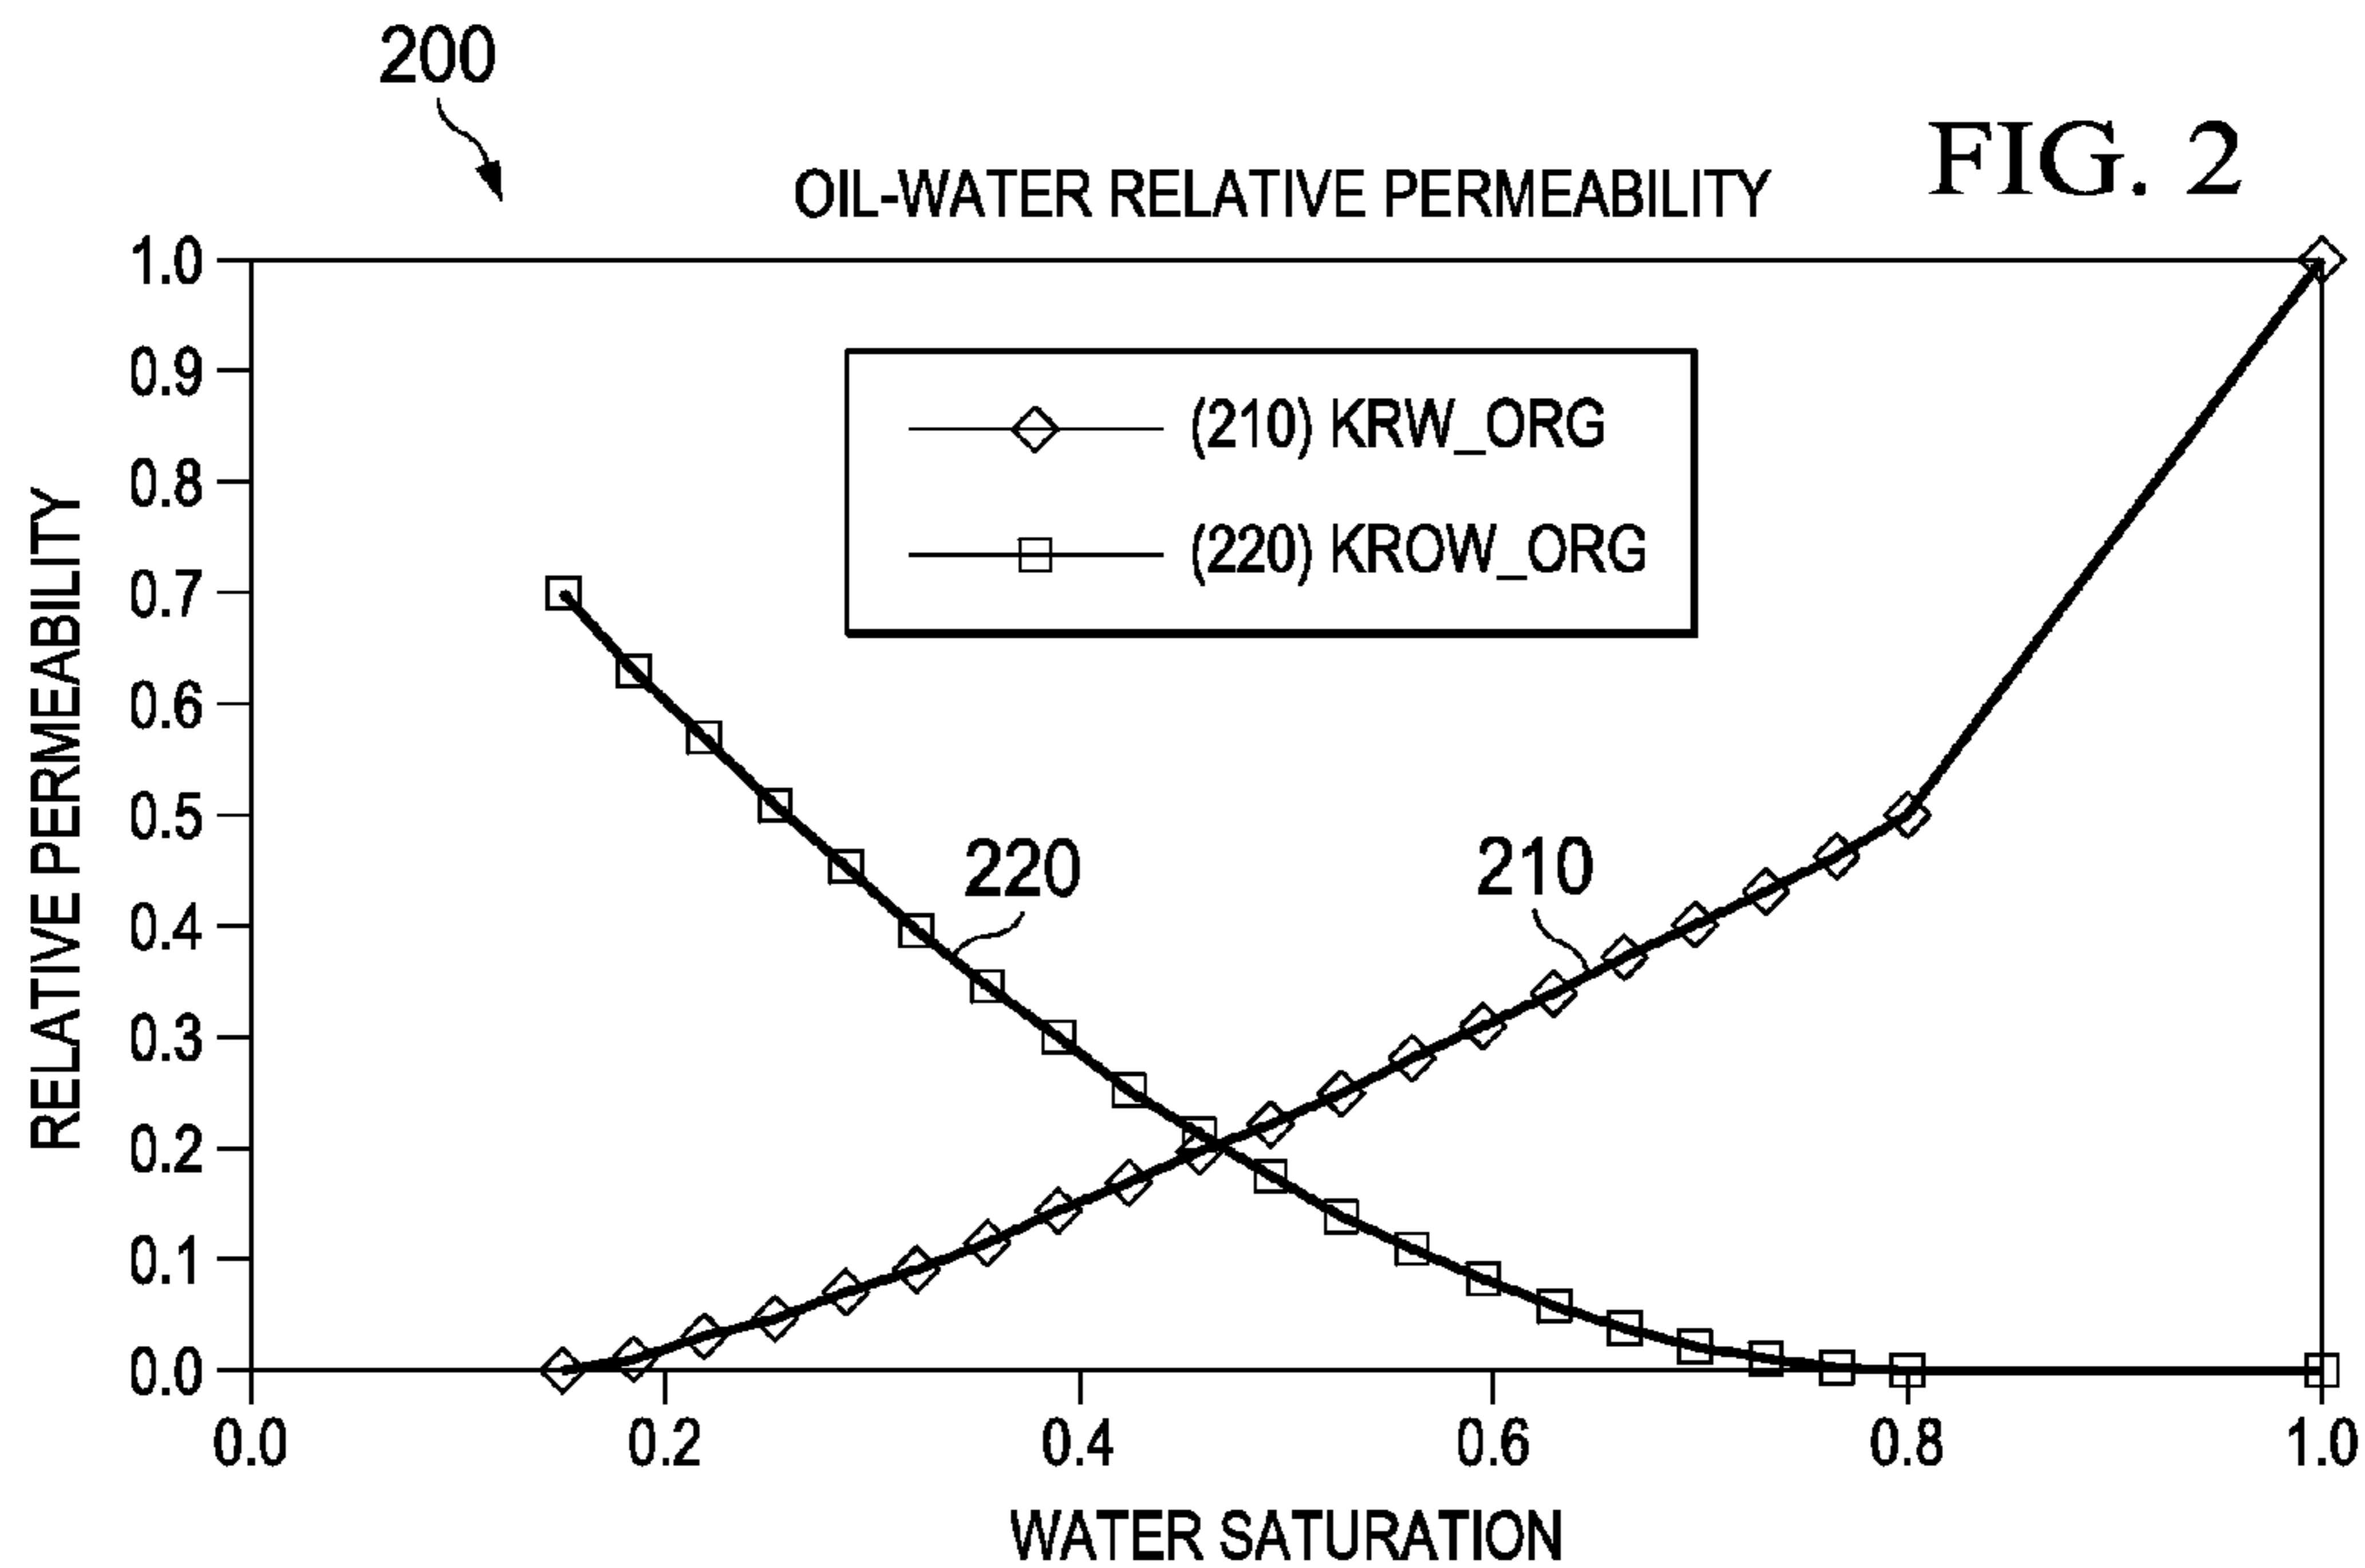 200
FIG. 2
OIL-WATER RELATIVE PERMEABILITY
1.0
0.9
0.8
0.7
0.6
0.5
0.4
0.3
0.2
0.1
0.0
RELATIVE PERMEABILITY
(210) KRW_ORG
(220) KROW_ORG
220
210
0.0 0.2 0.4 0.6 0.8 1.0
WATER SATURATION